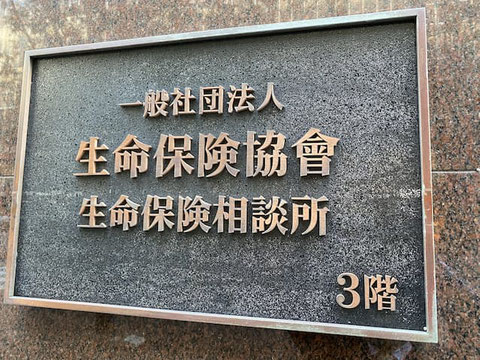 一般社団法人
生命保険協會
生命保険相談所
3階